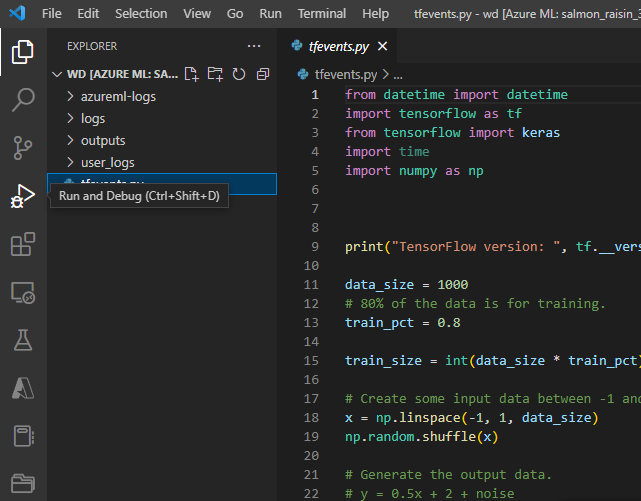 File Edit Selection View Go Run Terminal Help tfevents.py - wd [Azure ML: salmon_raisin_3
EXPLORER
WD [AZURE ML: SA...
azureml-logs
logs
outputs
user_logs
tfevents.py
Run and Debug (Ctrl+Shift+D)
tfevents.py
tfevents.py > ...
1 from datetime import datetime
2 import tensorflow as tf
3 from tensorflow import keras
4 import time
5 import numpy as np
6
7
8
9 print("TensorFlow version: ", tf.__vers
10
11 data_size = 1000
12 # 80% of the data is for training.
13 train_pct = 0.8
14
15 train_size = int(data_size * train_pct)
16
17 # Create some input data between -1 and
18 x = np.linspace(-1, 1, data_size)
19 np.random.shuffle(x)
20
21 # Generate the output data.
22 # y = 0.5x + 2 + noise